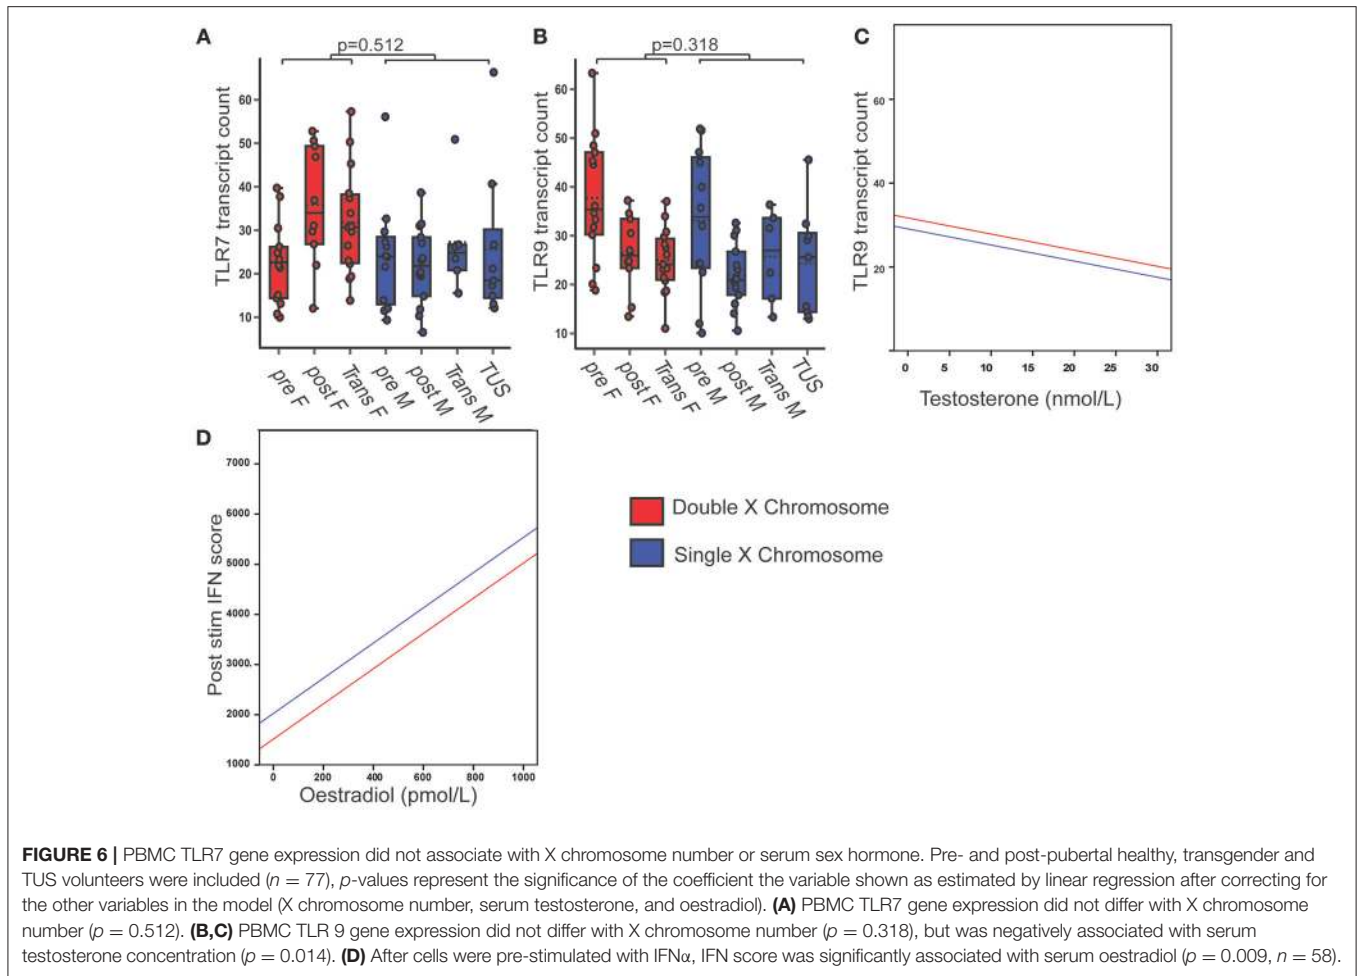 A
p=0.512
TLR7 transcript count
60
50
40
30
20
10
pre F
post F
Trans F
pre M
post M
Trans M
TUS
B
p=0.318
TLR9 transcript count
60
50
40
30
20
10
pre F
post F
Trans F
pre M
post M
Trans M
TUS
C
TLR9 transcript count
60
40
20
0
5
10
15
20
25
30
Testosterone (nmol/L)
D
Post stim IFN score
7000
6000
5000
4000
3000
2000
1000
0
200
400
600
800
1000
Oestradiol (pmol/L)
Double X Chromosome
Single X Chromosome
FIGURE 6 | PBMC TLR7 gene expression did not associate with X chromosome number or serum sex hormone. Pre- and post-pubertal healthy, transgender and
TUS volunteers were included (n = 77), p-values represent the significance of the coefficient the variable shown as estimated by linear regression after correcting for
the other variables in the model (X chromosome number, serum testosterone, and oestradiol). (A) PBMC TLR7 gene expression did not differ with X chromosome
number (p = 0.512). (B,C) PBMC TLR 9 gene expression did not differ with X chromosome number (p = 0.318), but was negatively associated with serum
testosterone concentration (p = 0.014). (D) After cells were pre-stimulated with IFNα, IFN score was significantly associated with serum oestradiol (p = 0.009, n = 58).